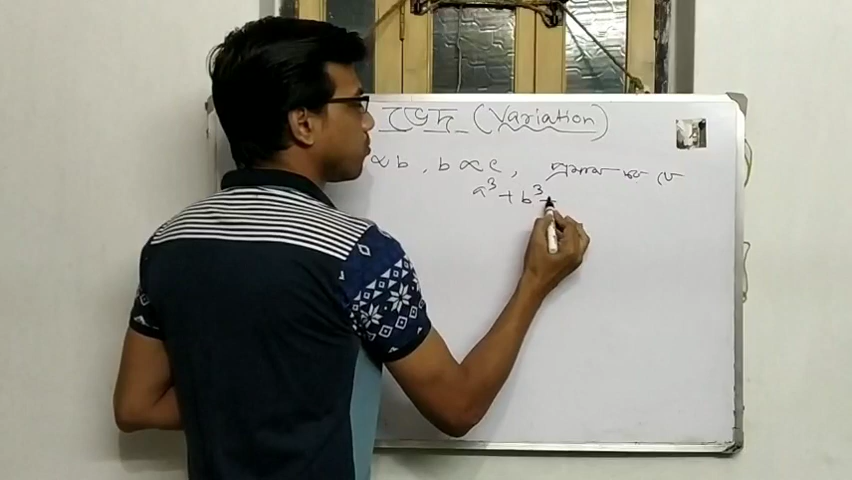 ভেদ (Variation)
∝ b, b ∝ c, প্রমাণ কর যে
a³ + b³ +